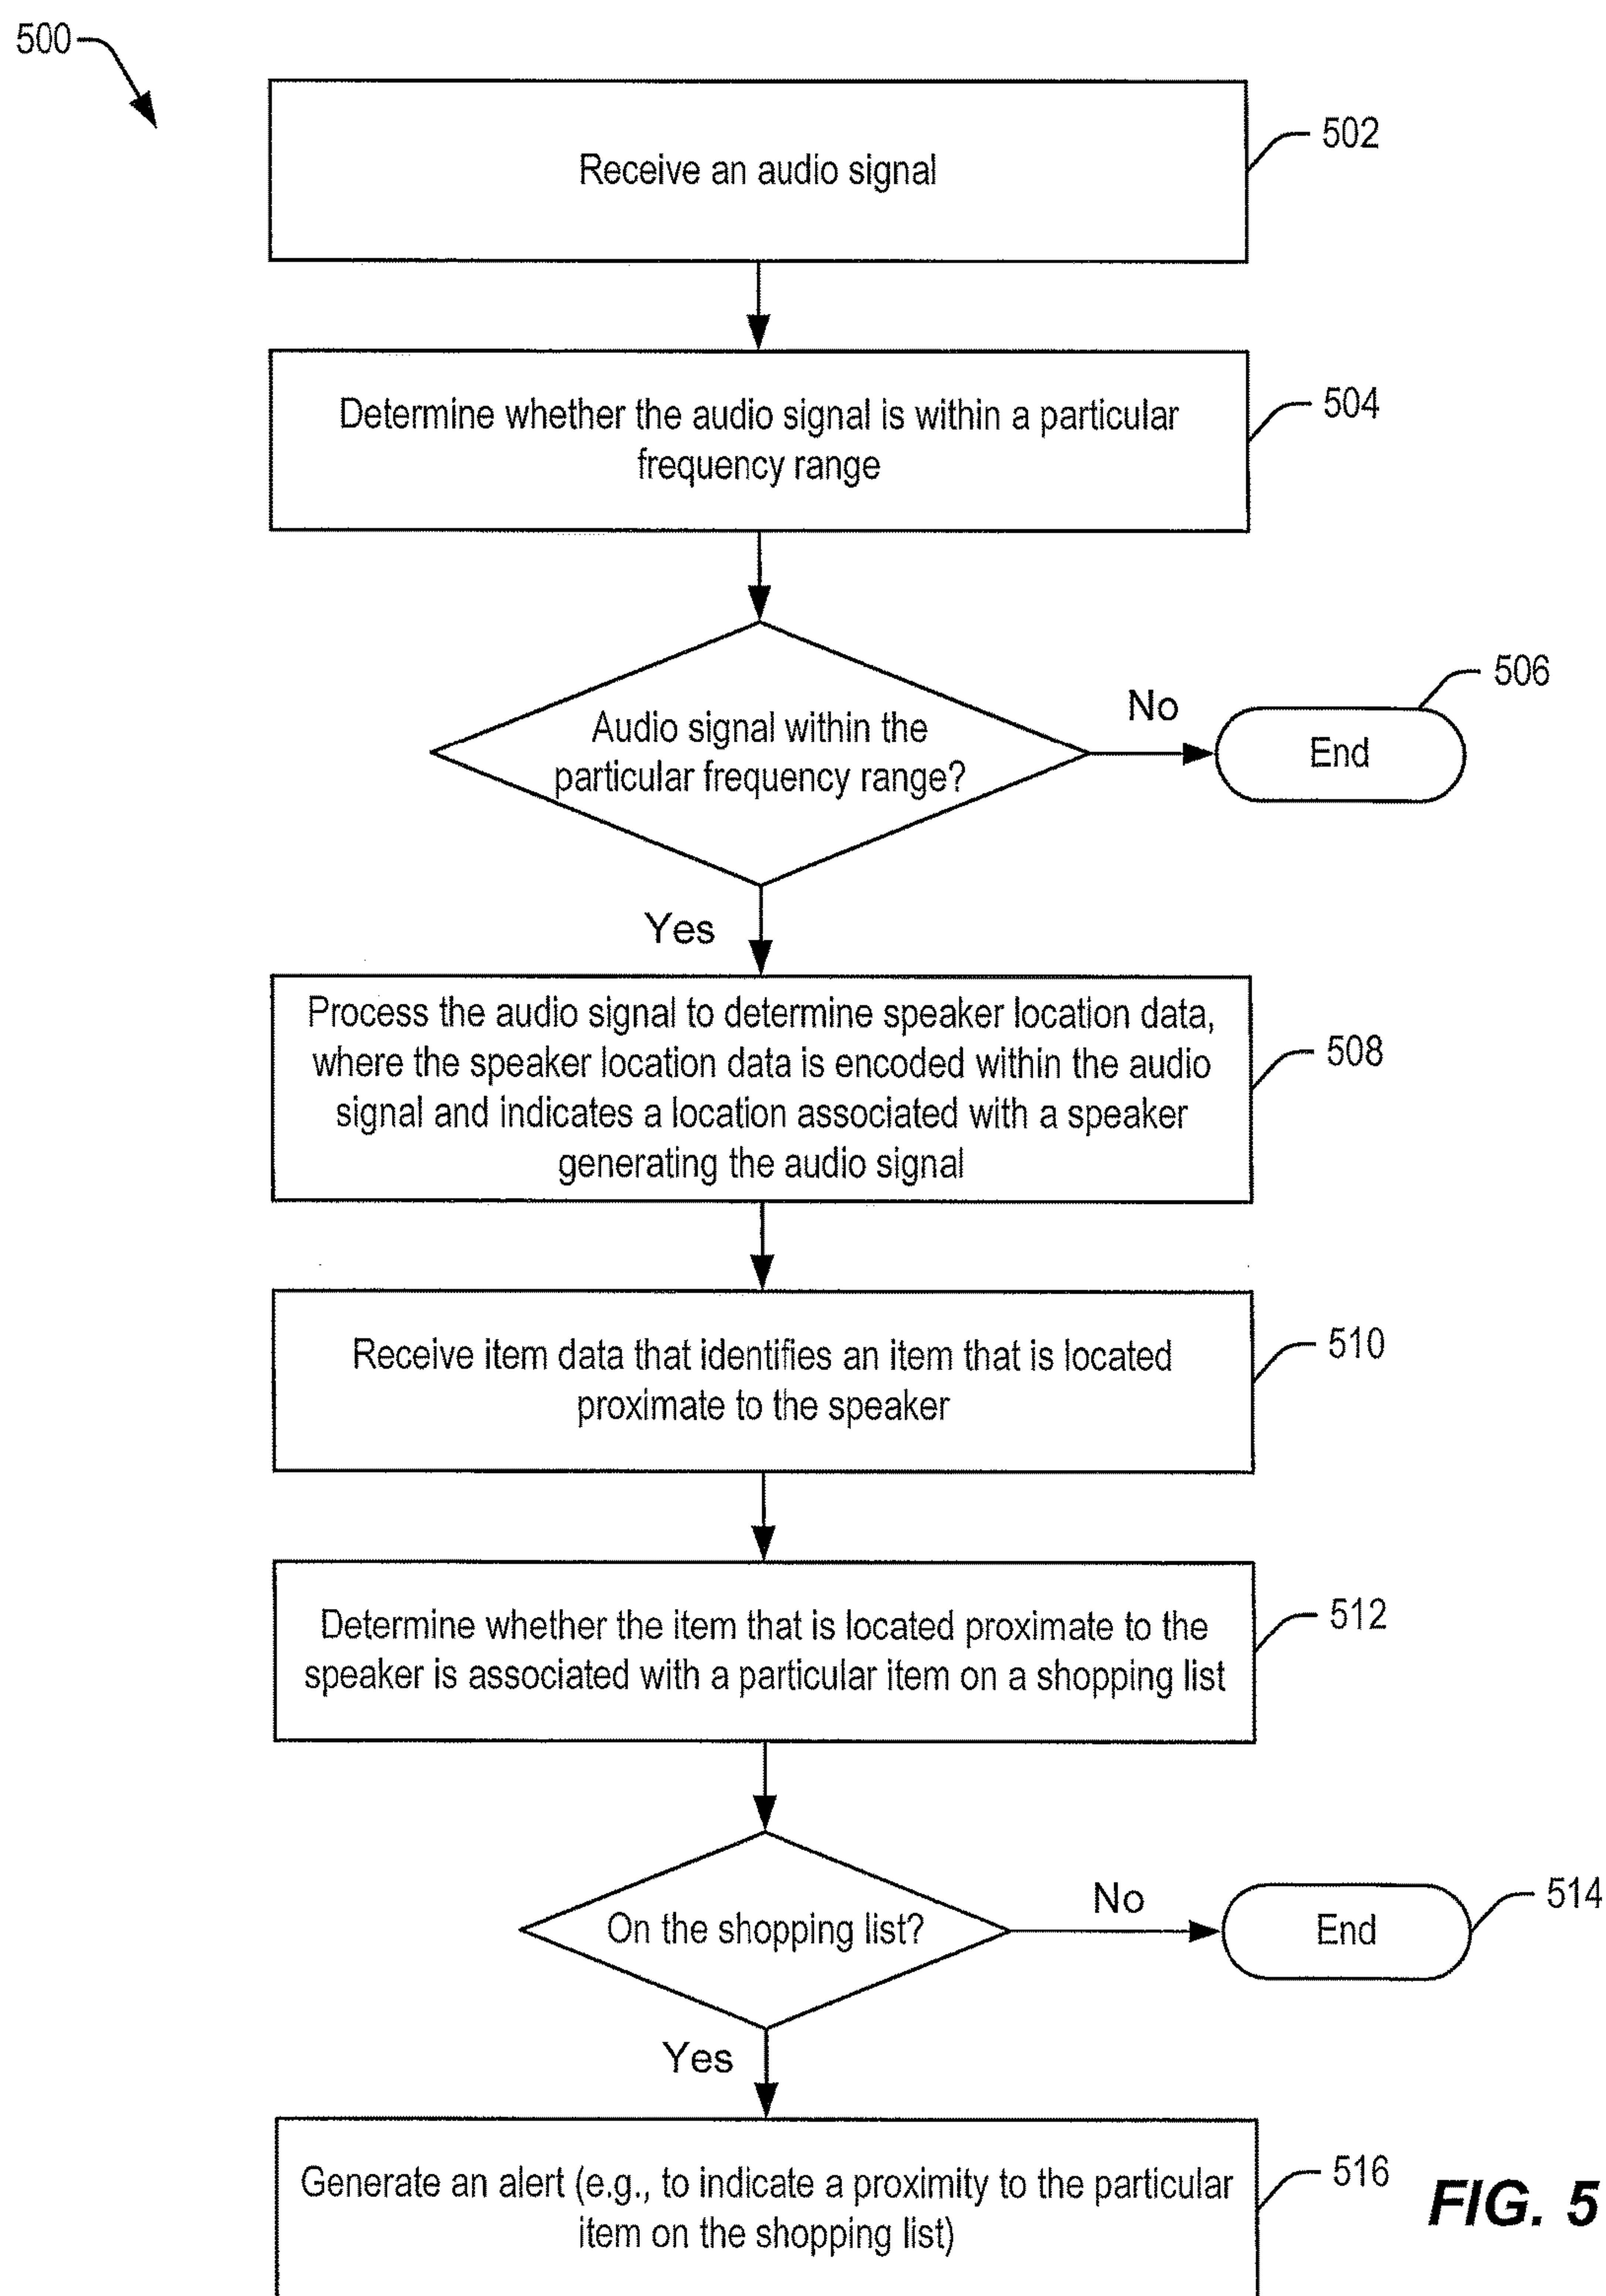 500
Receive an audio signal
502
Determine whether the audio signal is within a particular
frequency range
504
Audio signal within the
particular frequency range?
No
End
506
Yes
Process the audio signal to determine speaker location data,
where the speaker location data is encoded within the audio
signal and indicates a location associated with a speaker
generating the audio signal
508
Receive item data that identifies an item that is located
proximate to the speaker
510
Determine whether the item that is located proximate to the
speaker is associated with a particular item on a shopping list
512
On the shopping list?
No
End
514
Yes
Generate an alert (e.g., to indicate a proximity to the particular
item on the shopping list)
516
FIG. 5